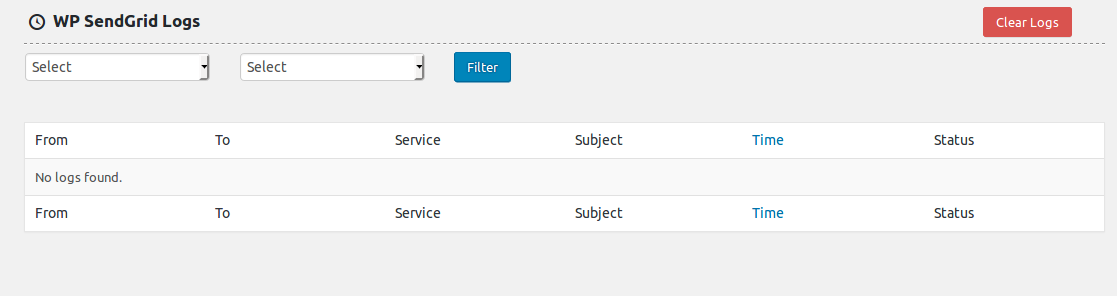 WP SendGrid Logs
Clear Logs
Select
Select
Filter
From To Service Subject Time Status
No logs found.
From To Service Subject Time Status